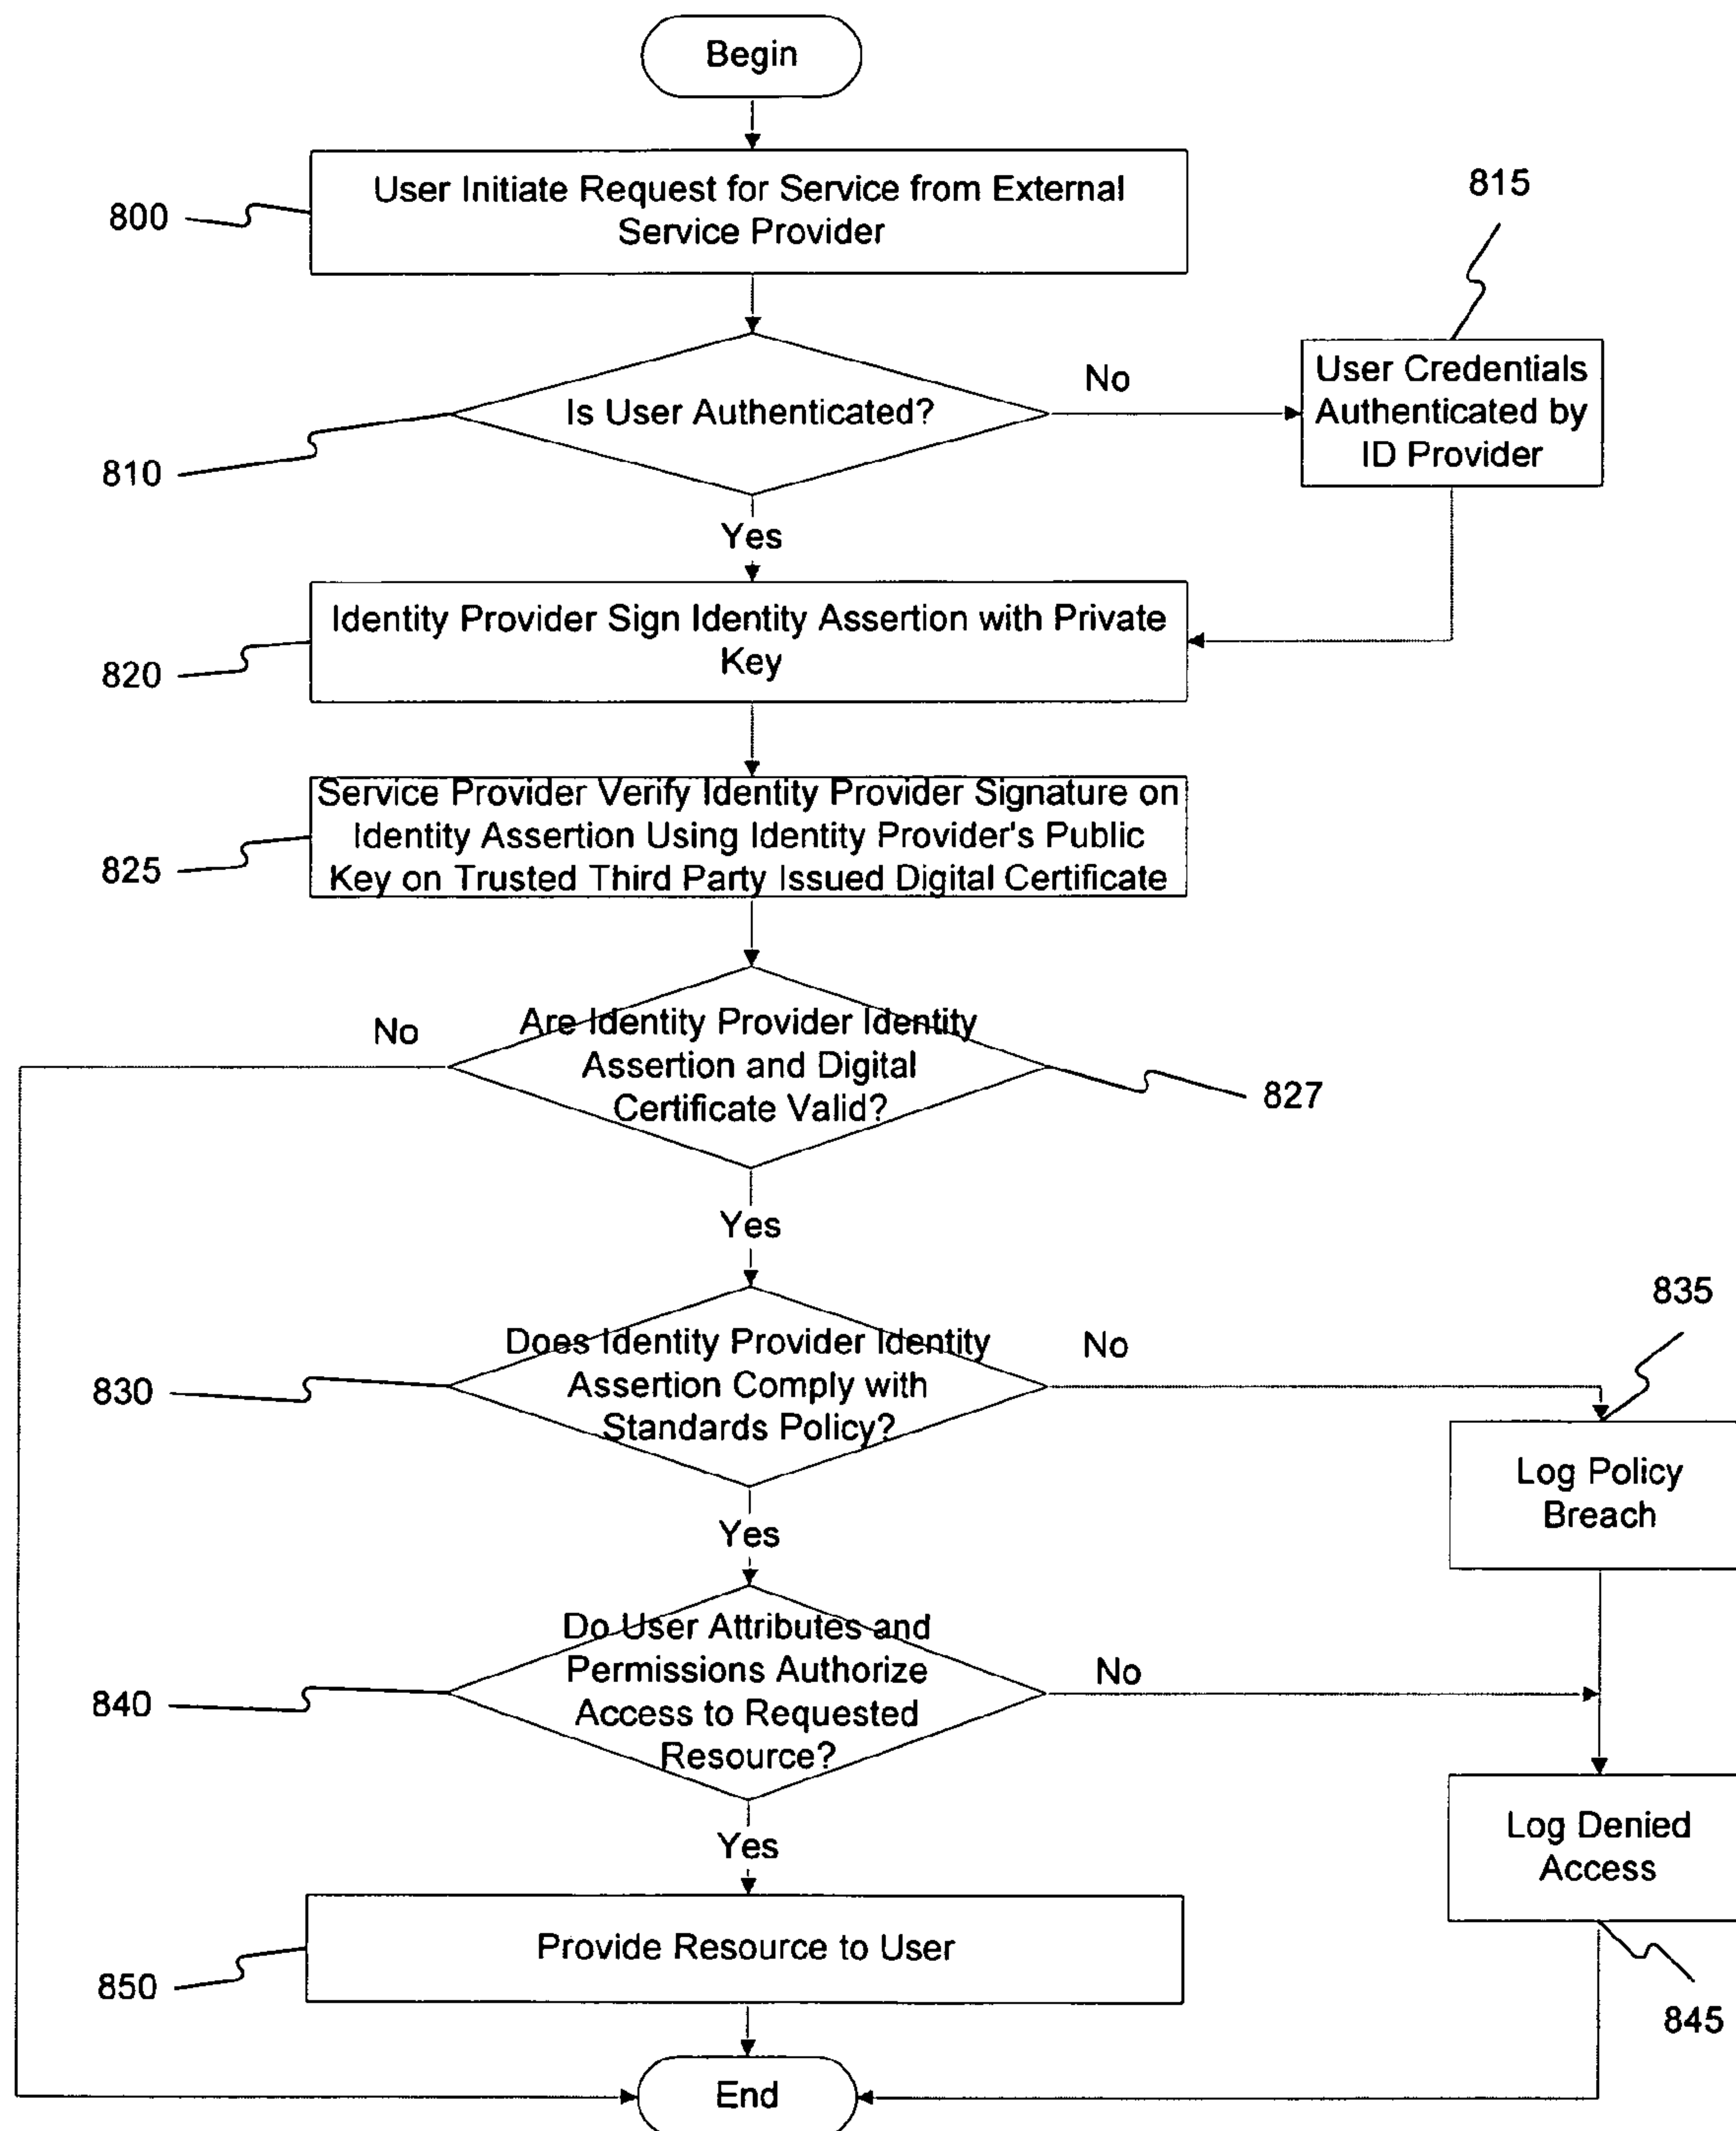 Begin
User Initiate Request for Service from External
Service Provider
800
815
Is User Authenticated?
No
User Credentials
Authenticated by
ID Provider
810
Yes
Identity Provider Sign Identity Assertion with Private
Key
820
Service Provider Verify Identity Provider Signature on
Identity Assertion Using Identity Provider's Public
Key on Trusted Third Party Issued Digital Certificate
825
No
Are Identity Provider Identity
Assertion and Digital
Certificate Valid?
827
Yes
835
Does Identity Provider Identity
Assertion Comply with
Standards Policy?
No
830
Log Policy
Breach
Yes
Do User Attributes and
Permissions Authorize
Access to Requested
Resource?
No
840
Log Denied
Access
Yes
Provide Resource to User
850
845
End